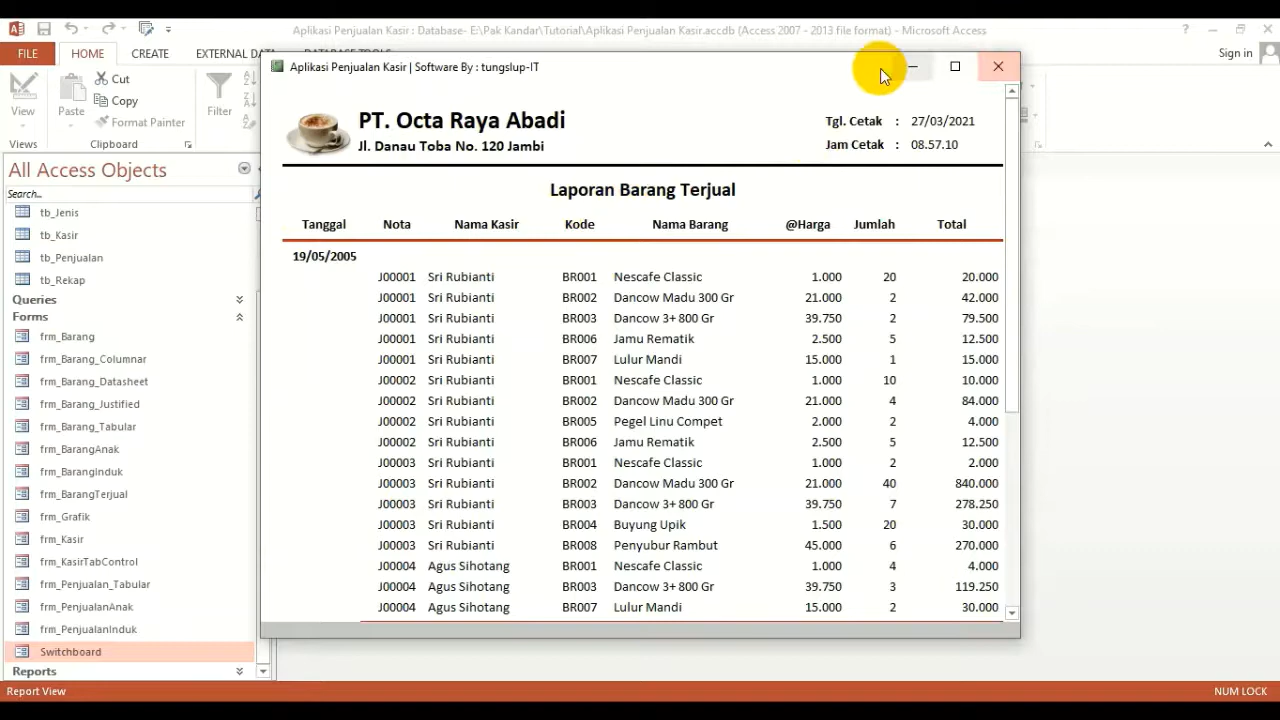 Aplikasi Penjualan Kasir : Database- E:\Pak Kandar\Tutorial\Aplikasi Penjualan Kasir.accdb (Access 2007 - 2013 file format) - Microsoft Access
FILE HOME CREATE EXTERNAL DATA DATABASE TOOLS Sign in
Aplikasi Penjualan Kasir | Software By : tungslup-IT
View
Views
Paste
Cut
Copy
Format Painter
Clipboard
Filter
All Access Objects
Search...
tb_Jenis
tb_Kasir
tb_Penjualan
tb_Rekap
Queries
Forms
frm_Barang
frm_Barang_Columnar
frm_Barang_Datasheet
frm_Barang_Justified
frm_Barang_Tabular
frm_BarangAnak
frm_BarangInduk
frm_BarangTerjual
frm_Grafik
frm_Kasir
frm_KasirTabControl
frm_Penjualan_Tabular
frm_PenjualanAnak
frm_PenjualanInduk
Switchboard
Reports
PT. Octa Raya Abadi
Jl. Danau Toba No. 120 Jambi
Tgl. Cetak : 27/03/2021
Jam Cetak : 08.57.10
Laporan Barang Terjual
Tanggal Nota Nama Kasir Kode Nama Barang @Harga Jumlah Total
19/05/2005
J00001 Sri Rubianti BR001 Nescafe Classic 1.000 20 20.000
J00001 Sri Rubianti BR002 Dancow Madu 300 Gr 21.000 2 42.000
J00001 Sri Rubianti BR003 Dancow 3+ 800 Gr 39.750 2 79.500
J00001 Sri Rubianti BR006 Jamu Rematik 2.500 5 12.500
J00001 Sri Rubianti BR007 Lulur Mandi 15.000 1 15.000
J00002 Sri Rubianti BR001 Nescafe Classic 1.000 10 10.000
J00002 Sri Rubianti BR002 Dancow Madu 300 Gr 21.000 4 84.000
J00002 Sri Rubianti BR005 Pegel Linu Compet 2.000 2 4.000
J00002 Sri Rubianti BR006 Jamu Rematik 2.500 5 12.500
J00003 Sri Rubianti BR001 Nescafe Classic 1.000 2 2.000
J00003 Sri Rubianti BR002 Dancow Madu 300 Gr 21.000 40 840.000
J00003 Sri Rubianti BR003 Dancow 3+ 800 Gr 39.750 7 278.250
J00003 Sri Rubianti BR004 Buyung Upik 1.500 20 30.000
J00003 Sri Rubianti BR008 Penyubur Rambut 45.000 6 270.000
J00004 Agus Sihotang BR001 Nescafe Classic 1.000 4 4.000
J00004 Agus Sihotang BR003 Dancow 3+ 800 Gr 39.750 3 119.250
J00004 Agus Sihotang BR007 Lulur Mandi 15.000 2 30.000
Report View NUM LOCK